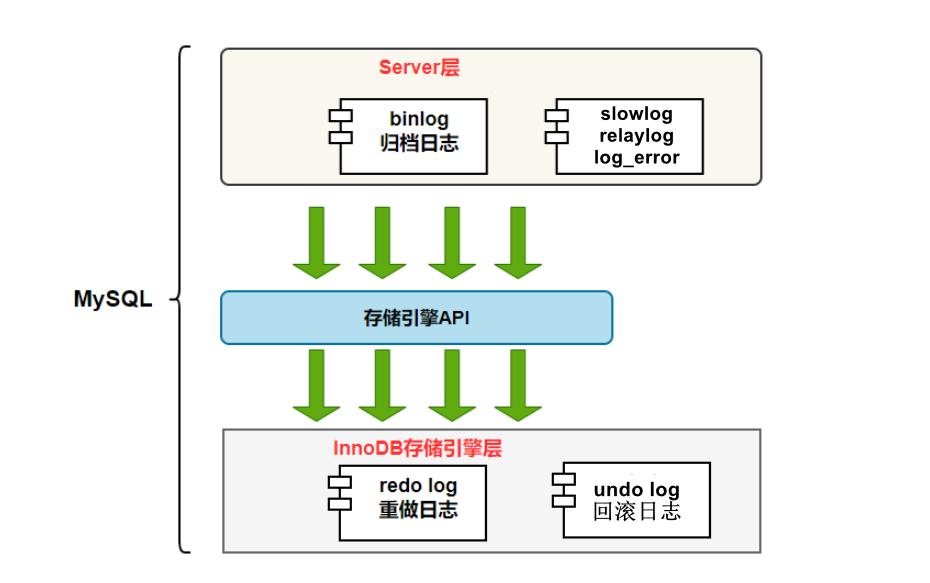 Server层
binlog
归档日志
slowlog
relaylog
log_error
MySQL
存储引擎API
InnoDB存储引擎层
redo log
重做日志
undo log
回滚日志